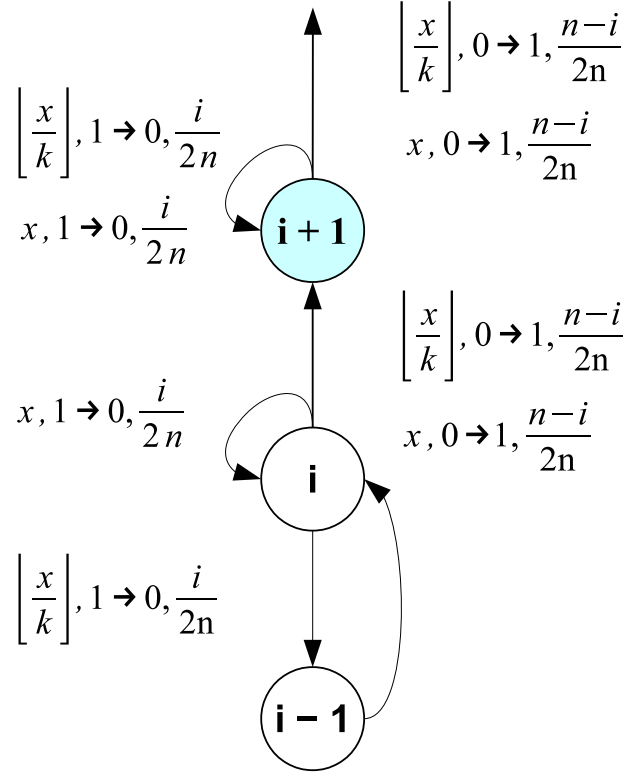 ⌊x/k⌋, 0 → 1, (n−i)/2n
x, 0 → 1, (n−i)/2n
⌊x/k⌋, 1 → 0, i/2n
x, 1 → 0, i/2n
i + 1
⌊x/k⌋, 0 → 1, (n−i)/2n
x, 0 → 1, (n−i)/2n
x, 1 → 0, i/2n
i
⌊x/k⌋, 1 → 0, i/2n
i − 1